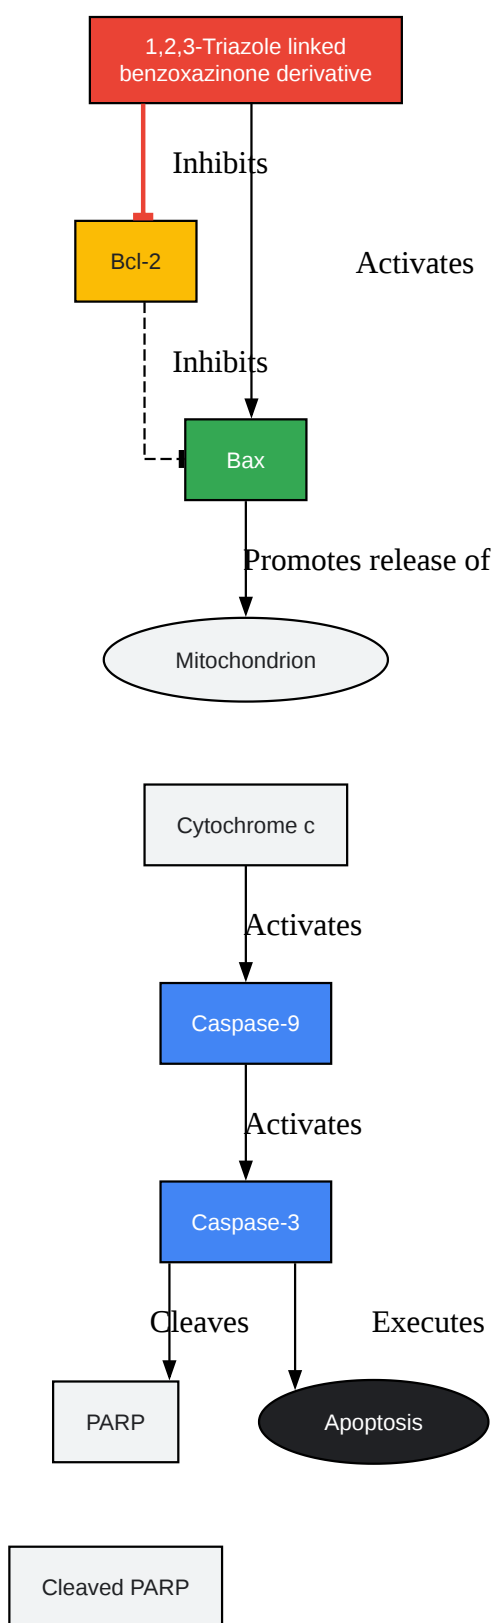 1,2,3-Triazole linked
benzoxazinone derivative
Inhibits
Bcl-2
Activates
Inhibits
Bax
Promotes release of
Mitochondrion
Cytochrome c
Activates
Caspase-9
Activates
Caspase-3
Cleaves
Executes
PARP
Apoptosis
Cleaved PARP